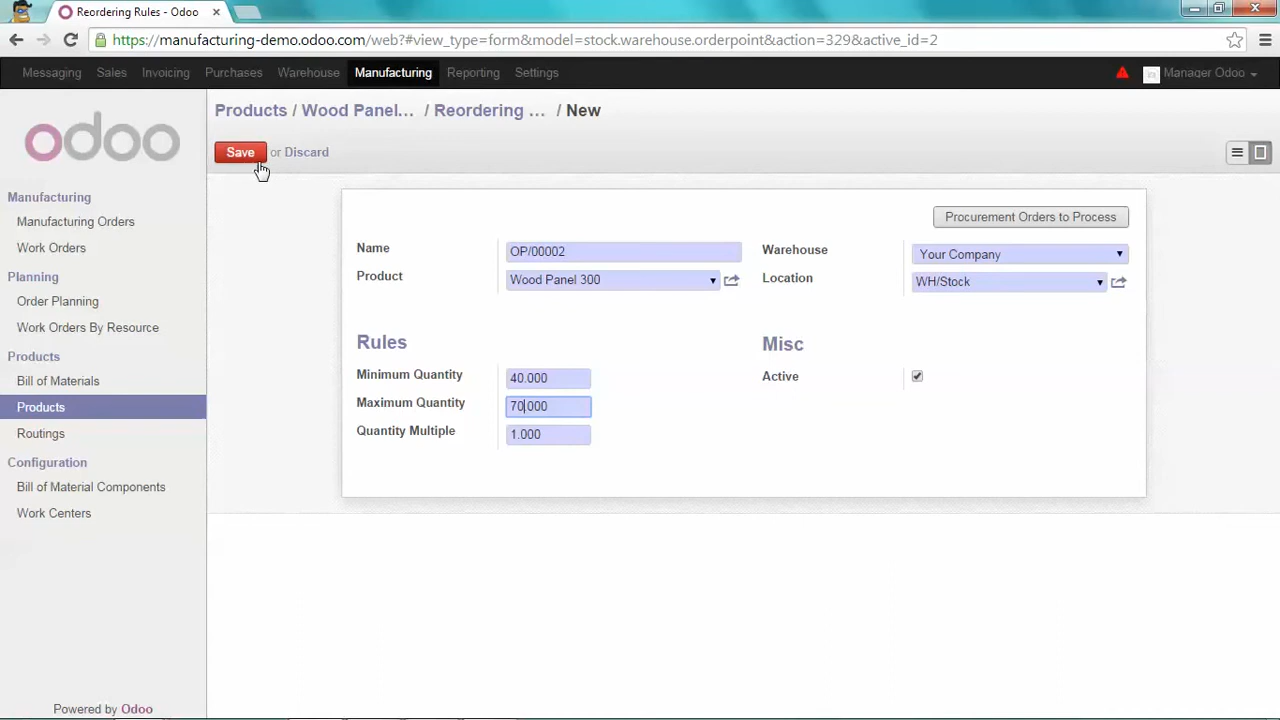 Reordering Rules - Odoo
https://manufacturing-demo.odoo.com/web?#view_type=form&model=stock.warehouse.orderpoint&action=329&active_id=2
Messaging Sales Invoicing Purchases Warehouse Manufacturing Reporting Settings Manager Odoo
odoo
Manufacturing
Manufacturing Orders
Work Orders
Planning
Order Planning
Work Orders By Resource
Products
Bill of Materials
Products
Routings
Configuration
Bill of Material Components
Work Centers
Powered by Odoo
Products / Wood Panel... / Reordering ... / New
Save or Discard
Procurement Orders to Process
Name OP/00002
Product Wood Panel 300
Warehouse Your Company
Location WH/Stock
Rules
Minimum Quantity 40.000
Maximum Quantity 70.000
Quantity Multiple 1.000
Misc
Active